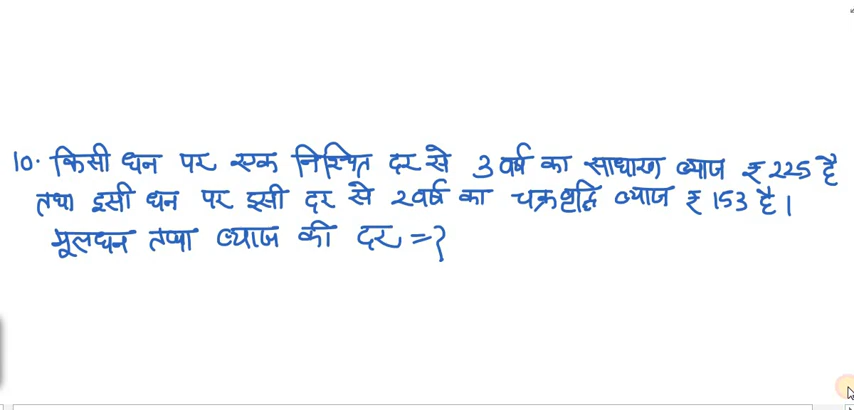 10. किसी धन पर एक निश्चित दर से 3 वर्ष का साधारण ब्याज ₹ 225 है
तथा इसी धन पर इसी दर से 2 वर्ष का चक्रवृद्धि ब्याज ₹ 153 है।
मूलधन तथा ब्याज की दर = ?